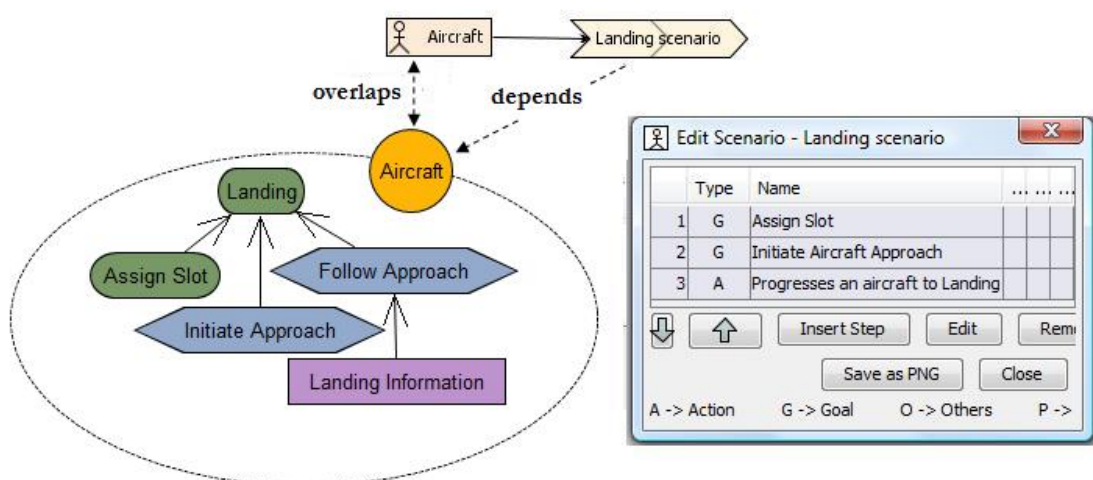 Aircraft
Landing scenario
overlaps
depends
Aircraft
Landing
Assign Slot
Follow Approach
Initiate Approach
Landing Information
Edit Scenario - Landing scenario
Type Name ... ... ...
1 G Assign Slot
2 G Initiate Aircraft Approach
3 A Progresses an aircraft to Landing
Insert Step Edit Remo
Save as PNG Close
A -> Action G -> Goal O -> Others P ->